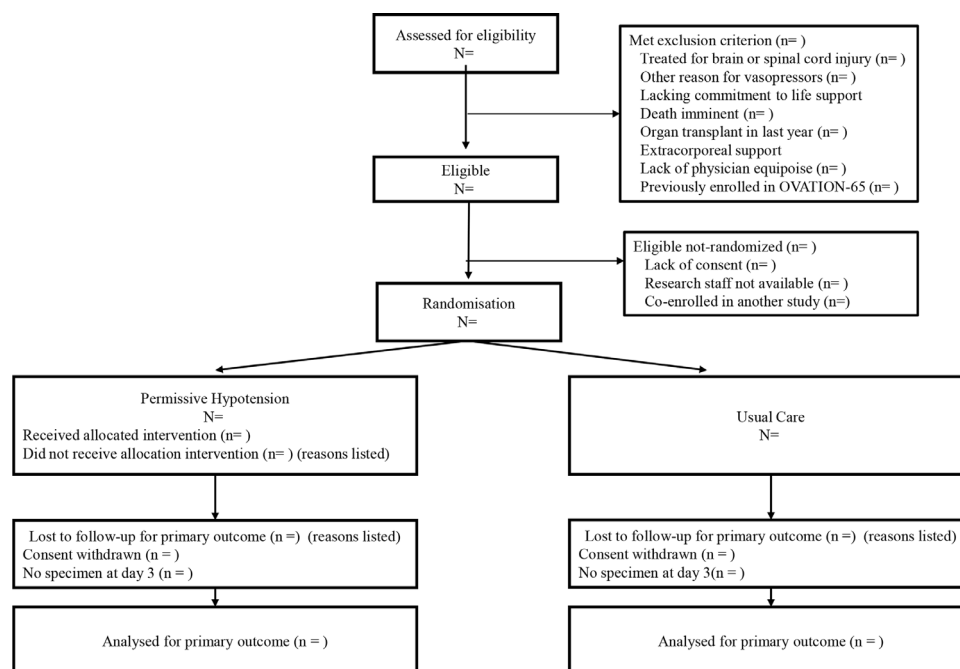 Assessed for eligibility
N=
Met exclusion criterion (n= )
Treated for brain or spinal cord injury (n= )
Other reason for vasopressors (n= )
Lacking commitment to life support
Death imminent (n= )
Organ transplant in last year (n= )
Extracorporeal support
Lack of physician equipoise (n= )
Previously enrolled in OVATION-65 (n= )
Eligible
N=
Eligible not-randomized (n= )
Lack of consent (n= )
Research staff not available (n= )
Co-enrolled in another study (n=)
Randomisation
N=
Permissive Hypotension
N=
Received allocated intervention (n= )
Did not receive allocation intervention (n= ) (reasons listed)
Usual Care
N=
Lost to follow-up for primary outcome (n =) (reasons listed)
Consent withdrawn (n = )
No specimen at day 3 (n = )
Lost to follow-up for primary outcome (n =) (reasons listed)
Consent withdrawn (n = )
No specimen at day 3(n = )
Analysed for primary outcome (n = )
Analysed for primary outcome (n = )